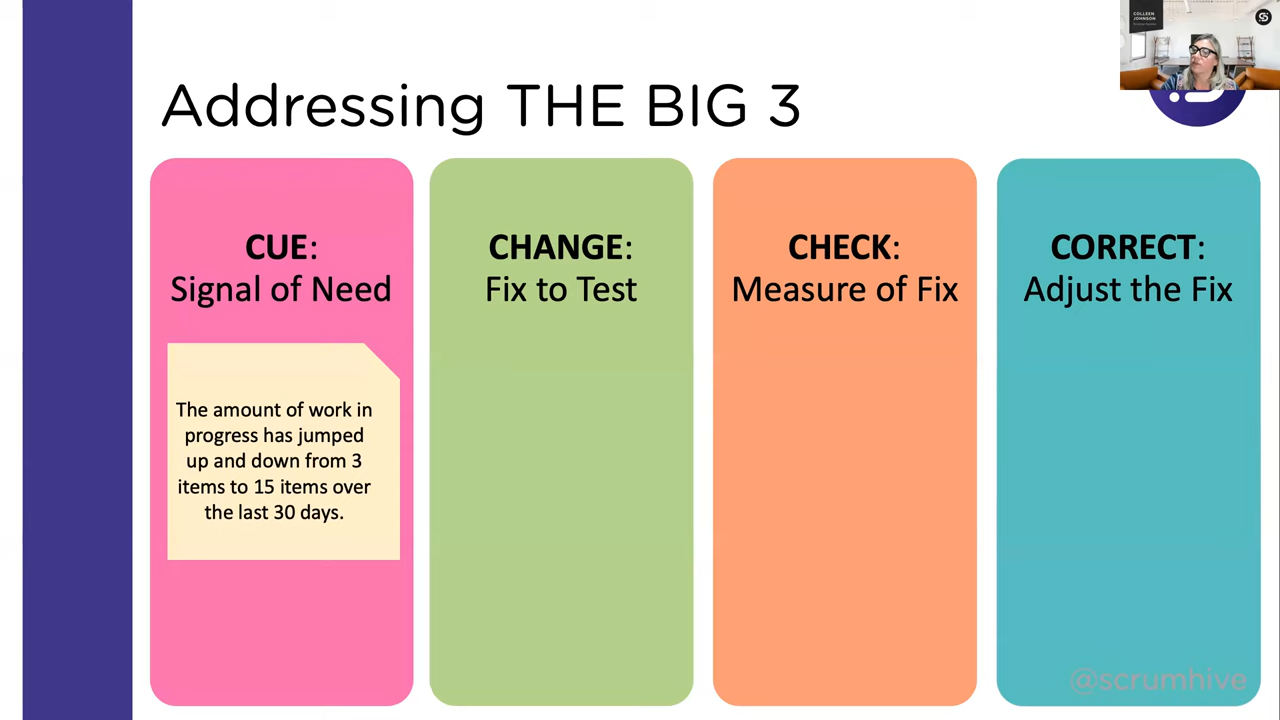 COLLEEN
JOHNSON
Addressing THE BIG 3
CUE:
Signal of Need
The amount of work in
progress has jumped
up and down from 3
items to 15 items over
the last 30 days.
CHANGE:
Fix to Test
CHECK:
Measure of Fix
CORRECT:
Adjust the Fix
@scrumhive